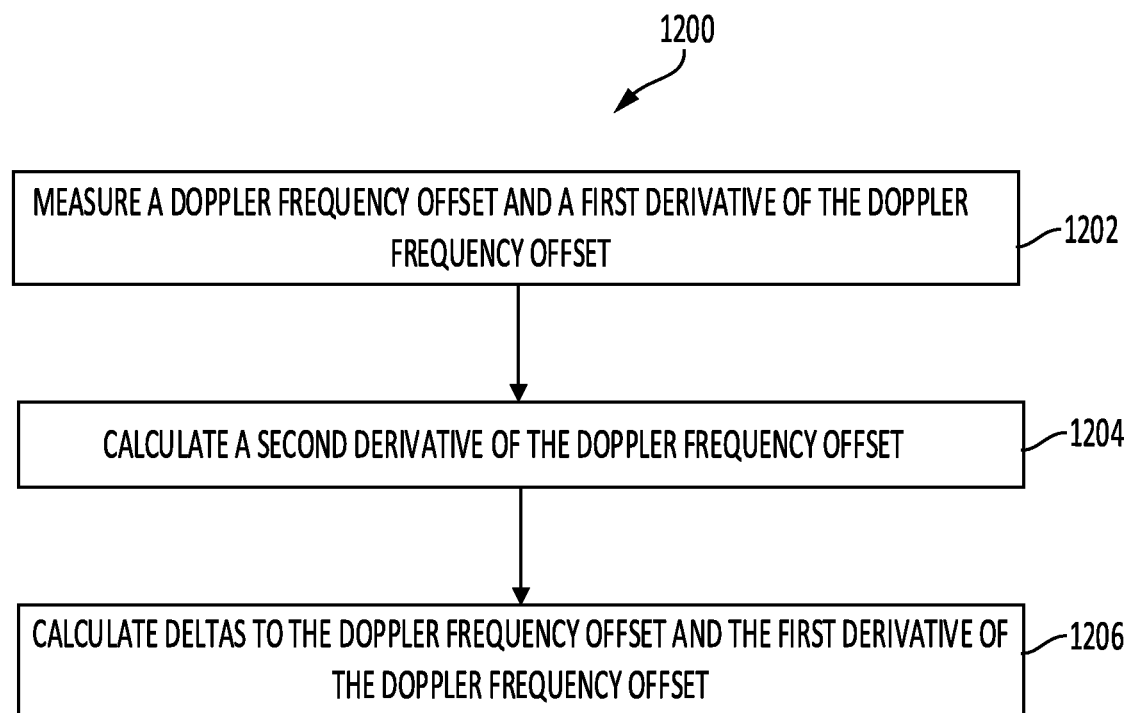 1200
MEASURE A DOPPLER FREQUENCY OFFSET AND A FIRST DERIVATIVE OF THE DOPPLER
FREQUENCY OFFSET
1202
CALCULATE A SECOND DERIVATIVE OF THE DOPPLER FREQUENCY OFFSET
1204
CALCULATE DELTAS TO THE DOPPLER FREQUENCY OFFSET AND THE FIRST DERIVATIVE OF
THE DOPPLER FREQUENCY OFFSET
1206